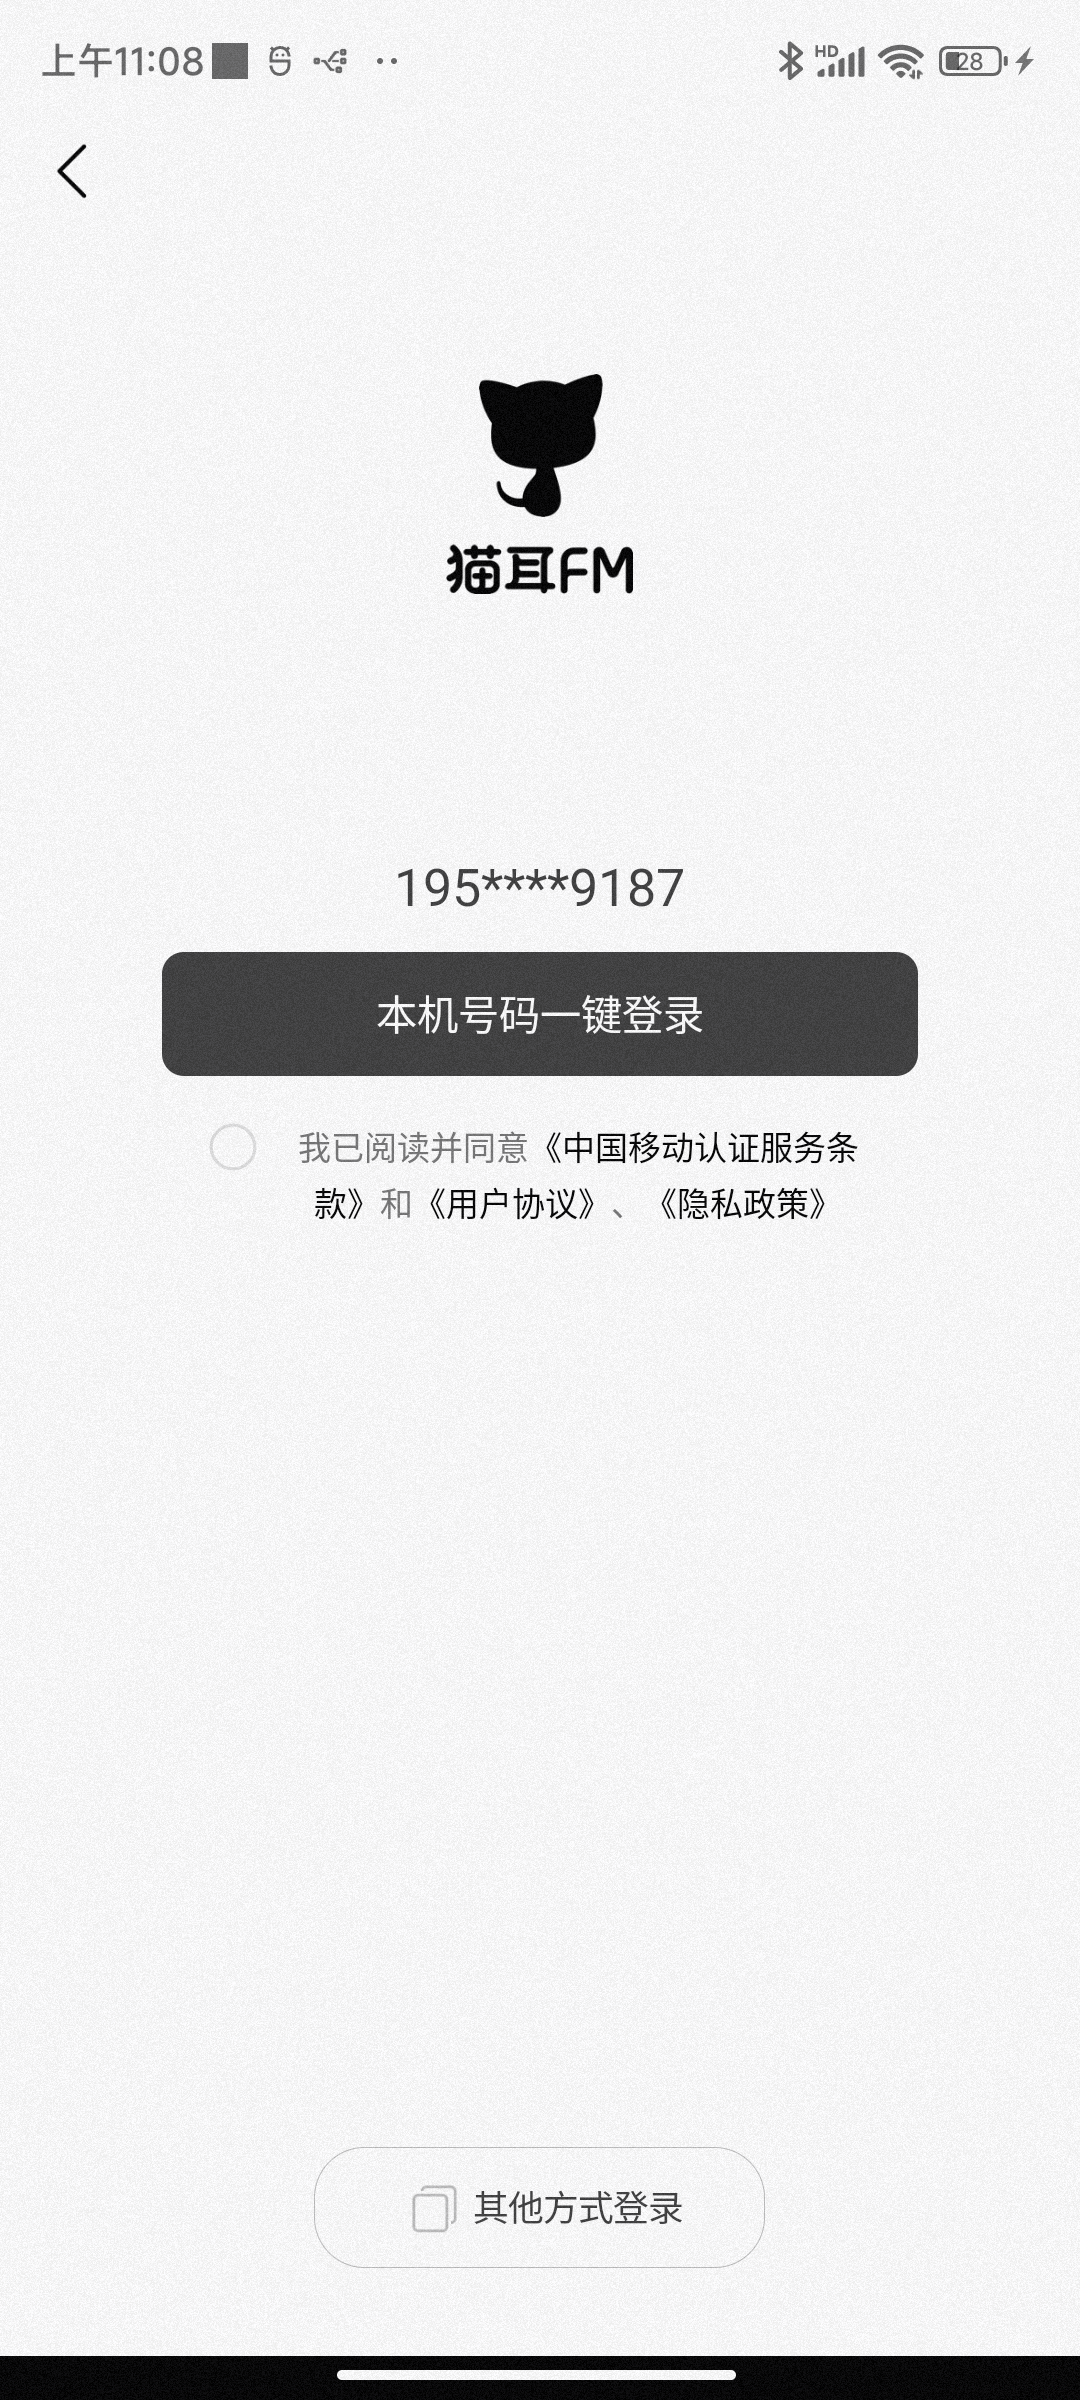 上午11:08
HD
28
猫耳FM
195****9187
本机号码一键登录
我已阅读并同意《中国移动认证服务条
款》和《用户协议》、《隐私政策》
其他方式登录